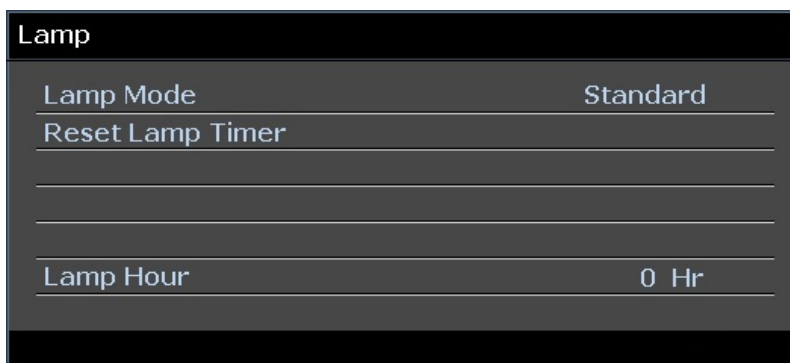 Lamp
Lamp Mode Standard
Reset Lamp Timer
Lamp Hour 0 Hr